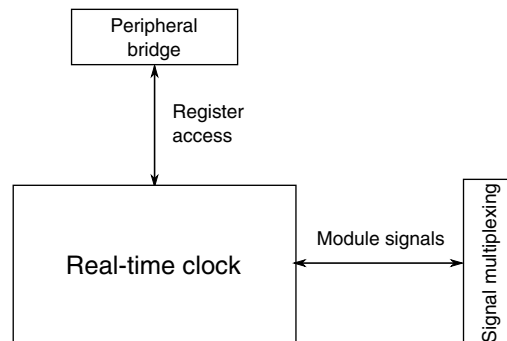 Peripheral
bridge
Register
access
Real-time clock
Module signals
Signal multiplexing